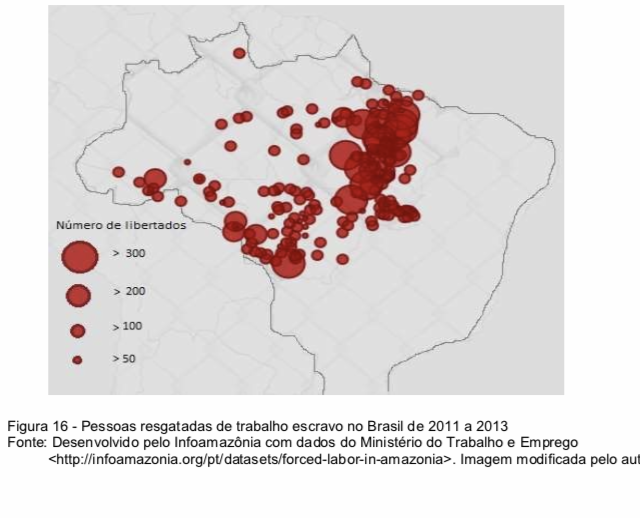 Número de libertados
> 300
> 200
> 100
> 50
Figura 16 - Pessoas resgatadas de trabalho escravo no Brasil de 2011 a 2013
Fonte: Desenvolvido pelo Infoamazônia com dados do Ministério do Trabalho e Emprego
<http://infoamazonia.org/pt/datasets/forced-labor-in-amazonia>. Imagem modificada pelo aut